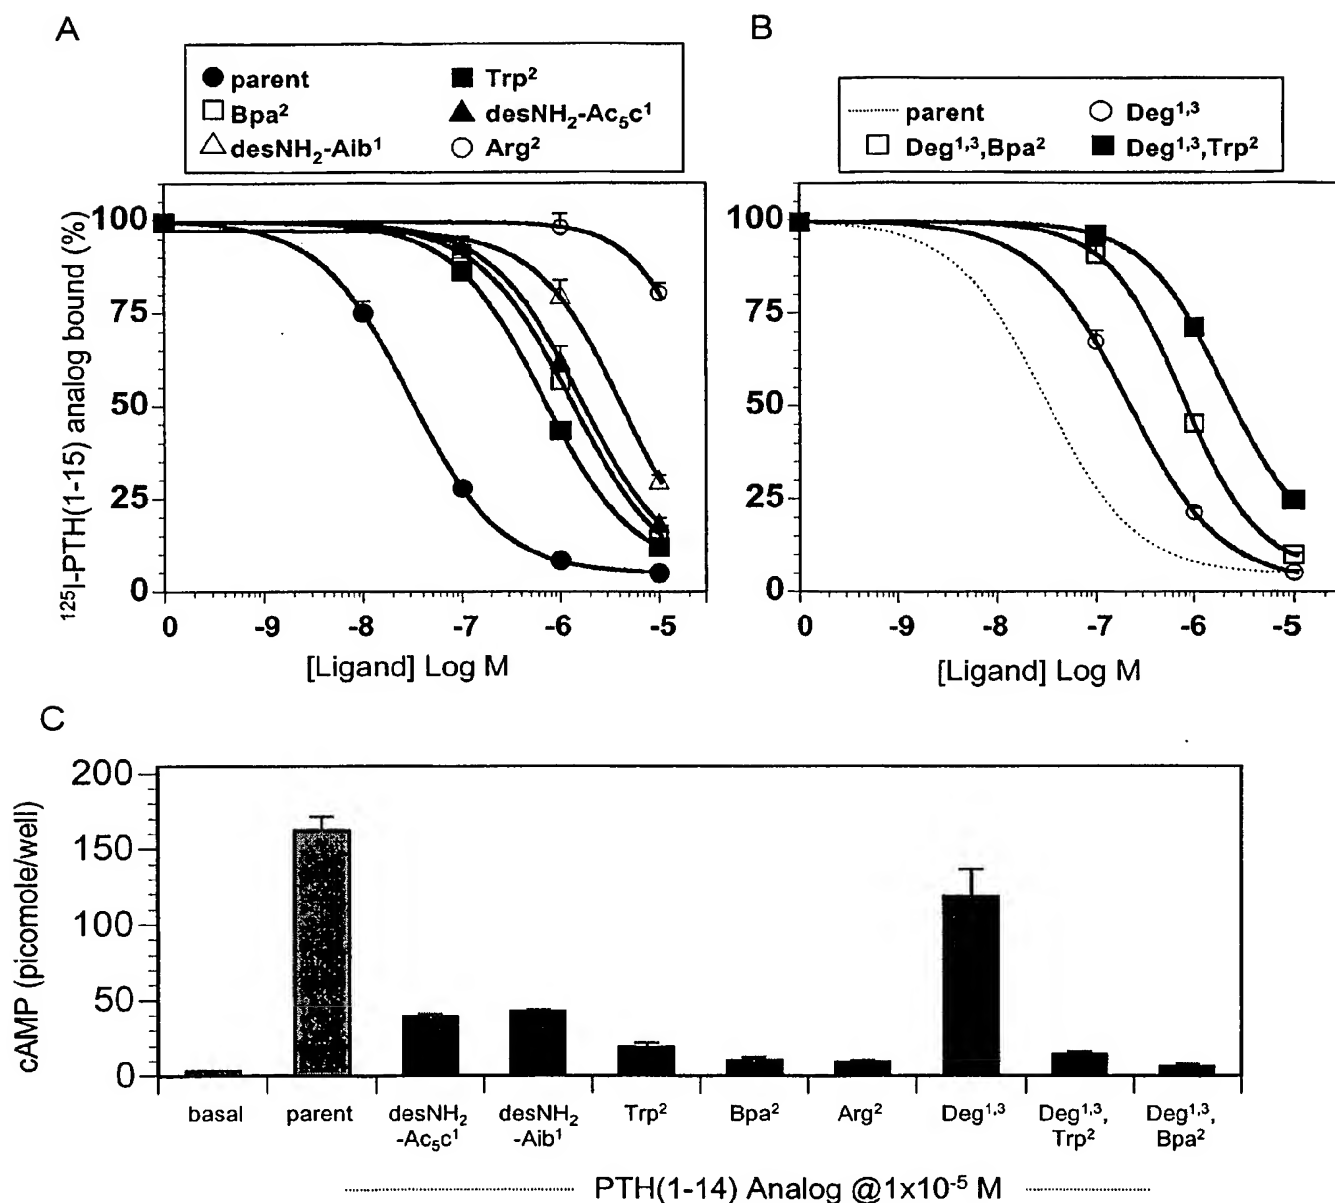 A
parent
Trp²
Bpa²
desNH₂-Ac₅c¹
desNH₂-Aib¹
Arg²
¹²⁵I-PTH(1-15) analog bound (%)
100
75
50
25
0
0 -9 -8 -7 -6 -5
[Ligand] Log M
B
parent
Deg¹,³
Deg¹,³,Bpa²
Deg¹,³,Trp²
100
75
50
25
0
0 -9 -8 -7 -6 -5
[Ligand] Log M
C
cAMP (picomole/well)
200
150
100
50
0
basal
parent
desNH₂
-Ac₅c¹
desNH₂
-Aib¹
Trp²
Bpa²
Arg²
Deg¹,³
Deg¹,³,
Trp²
Deg¹,³,
Bpa²
PTH(1-14) Analog @1x10⁻⁵ M